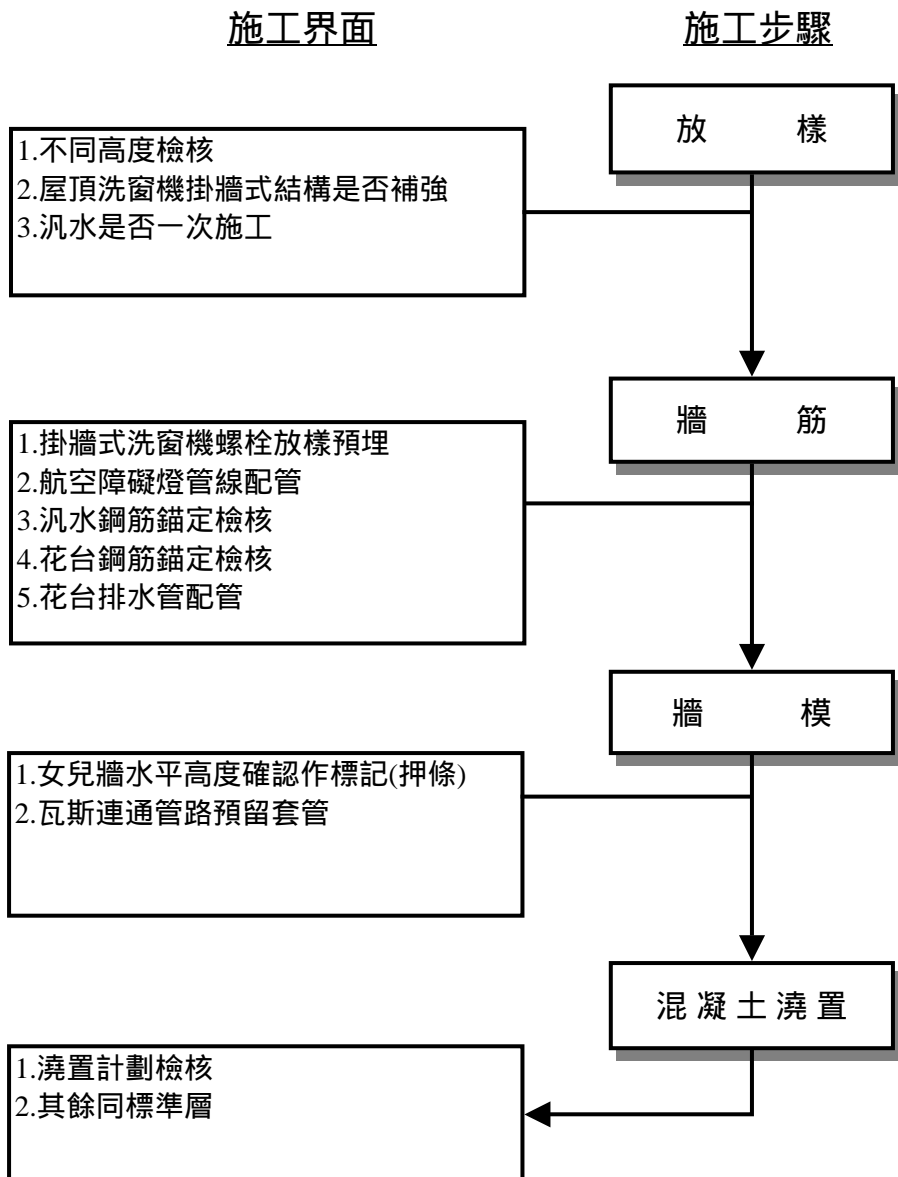 施工界面
施工步驟
放 樣
1.不同高度檢核
2.屋頂洗窗機掛牆式結構是否補強
3.汎水是否一次施工
牆 筋
1.掛牆式洗窗機螺栓放樣預埋
2.航空障礙燈管線配管
3.汎水鋼筋錨定檢核
4.花台鋼筋錨定檢核
5.花台排水管配管
牆 模
1.女兒牆水平高度確認作標記(押條)
2.瓦斯連通管路預留套管
混凝土澆置
1.澆置計劃檢核
2.其餘同標準層